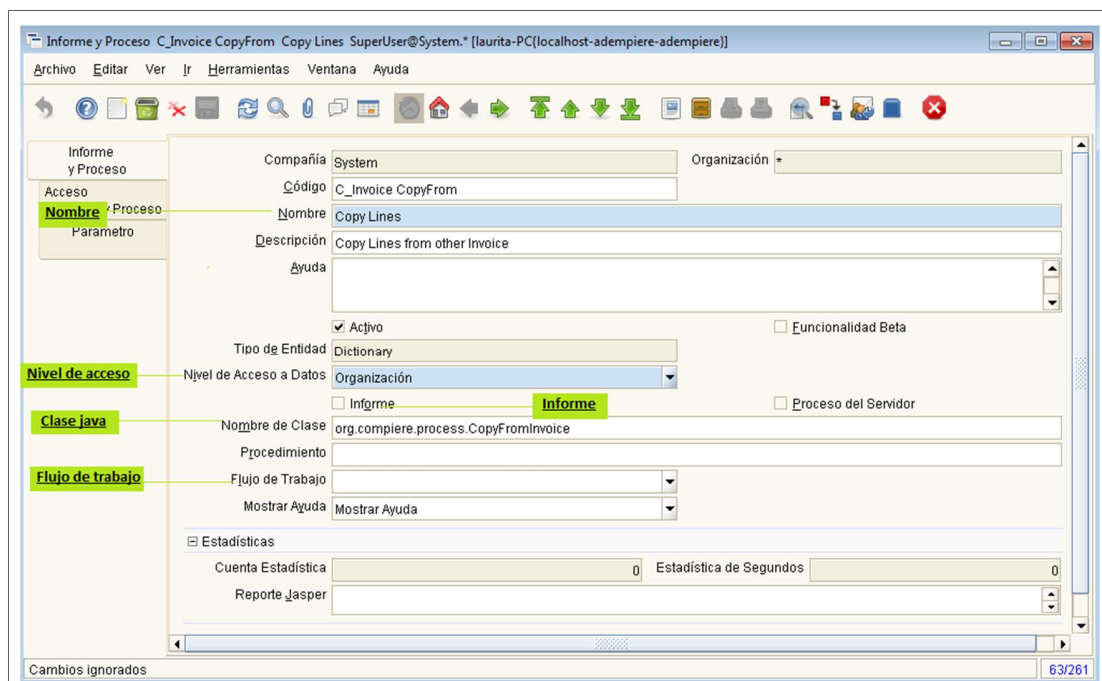 Informe y Proceso C_Invoice CopyFrom Copy Lines SuperUser@System.* [laurita-PC{localhost-adempiere-adempiere}]
Archivo Editar Ver Ir Herramientas Ventana Ayuda
Informe
y Proceso
Acceso
y Proceso
Parametro
Nombre
Compañía System Organización *
Código C_Invoice CopyFrom
Nombre Copy Lines
Descripción Copy Lines from other Invoice
Ayuda
Activo Funcionalidad Beta
Tipo de Entidad Dictionary
Nivel de acceso
Nivel de Acceso a Datos Organización
Informe Informe Proceso del Servidor
Clase java
Nombre de Clase org.compiere.process.CopyFromInvoice
Procedimiento
Flujo de trabajo
Flujo de Trabajo
Mostrar Ayuda Mostrar Ayuda
Estadísticas
Cuenta Estadística 0 Estadística de Segundos 0
Reporte Jasper
Cambios ignorados 63/261